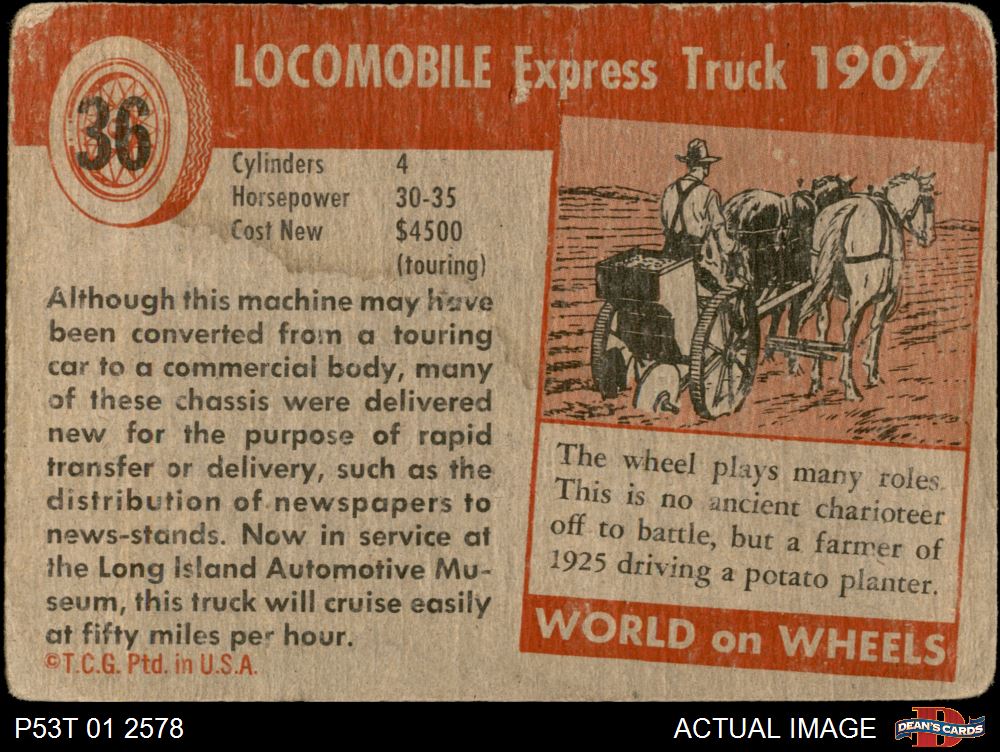 36
LOCOMOBILE Express Truck 1907
Cylinders 4
Horsepower 30-35
Cost New $4500
(touring)
Although this machine may have
been converted from a touring
car to a commercial body, many
of these chassis were delivered
new for the purpose of rapid
transfer or delivery, such as the
distribution of newspapers to
news-stands. Now in service at
the Long Island Automotive Mu-
seum, this truck will cruise easily
at fifty miles per hour.
©T.C.G. Ptd. in U.S.A.
The wheel plays many roles.
This is no ancient charioteer
off to battle, but a farmer of
1925 driving a potato planter.
WORLD on WHEELS
P53T 01 2578
ACTUAL IMAGE
D
DEAN'S CARDS